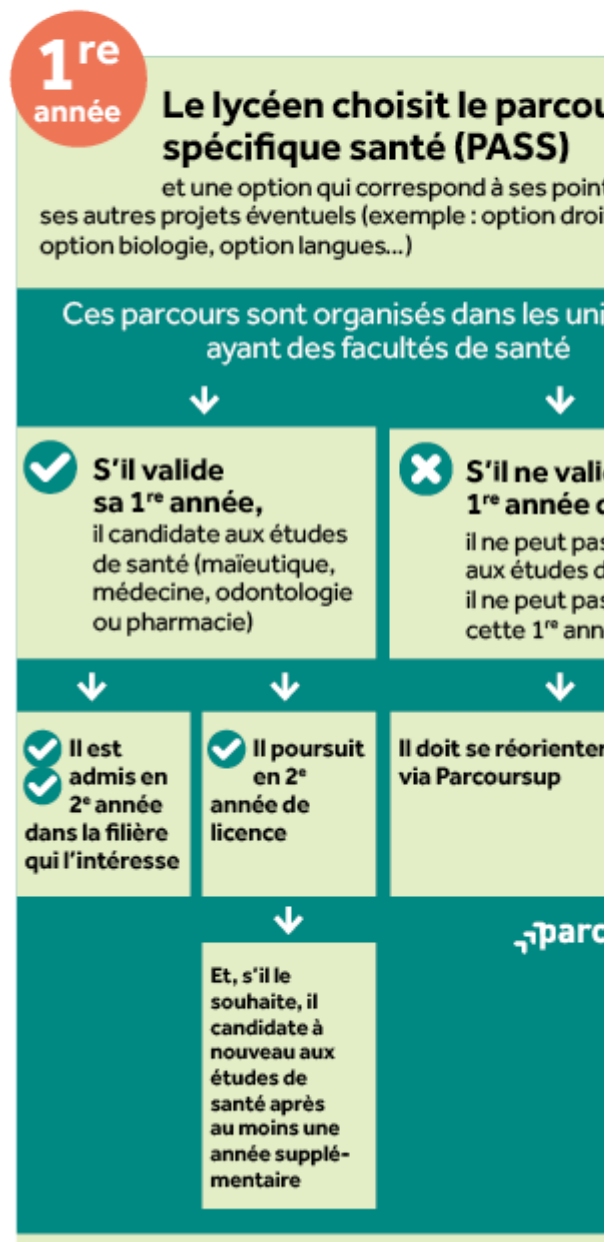 1re
année
Le lycéen choisit le parcou
spécifique santé (PASS)
et une option qui correspond à ses point
ses autres projets éventuels (exemple : option droi
option biologie, option langues...)
Ces parcours sont organisés dans les uni
ayant des facultés de santé
S'il valide
sa 1re année,
il candidate aux études
de santé (maïeutique,
médecine, odontologie
ou pharmacie)
S'il ne vali
1re année d
il ne peut pas
aux études d
il ne peut pas
cette 1re ann
Il est
admis en
2e année
dans la filière
qui l'intéresse
Il poursuit
en 2e
année de
licence
Il doit se réorienter
via Parcoursup
parc
Et, s'il le
souhaite, il
candidate à
nouveau aux
études de
santé après
au moins une
année supplé-
mentaire